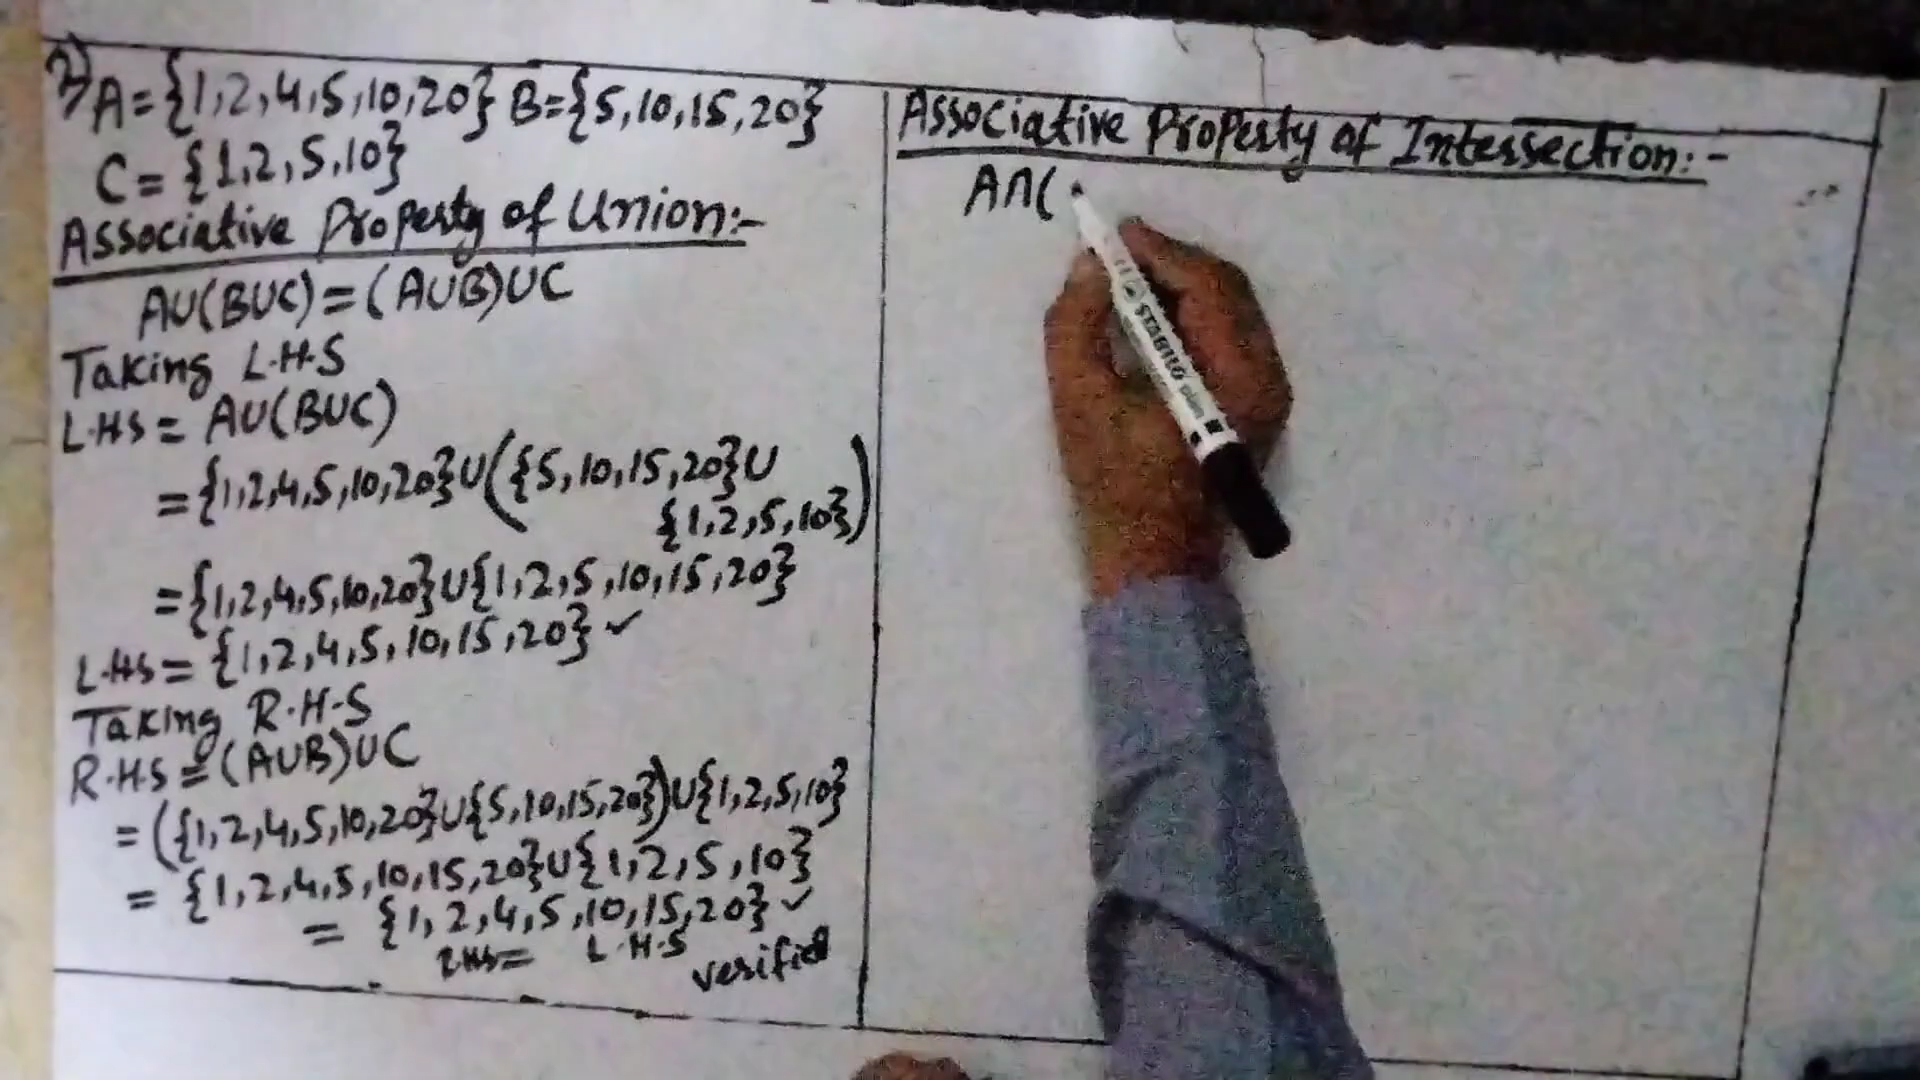 2) A={1,2,4,5,10,20} B={5,10,15,20}
C={1,2,5,10}
Associative Property of Union:-
AU(BUC)=(AUB)UC
Taking L.H.S
L.H.S = AU(BUC)
={1,2,4,5,10,20}U({5,10,15,20}U
{1,2,5,10})
={1,2,4,5,10,20}U{1,2,5,10,15,20}
L.H.S = {1,2,4,5,10,15,20} ✓
Taking R.H.S
R.H.S = (AUB)UC
=({1,2,4,5,10,20}U{5,10,15,20})U{1,2,5,10}
= {1,2,4,5,10,15,20}U{1,2,5,10}
= {1,2,4,5,10,15,20} ✓
= L.H.S
verified
Associative Property of Intersection:-
A∩(
STABILO